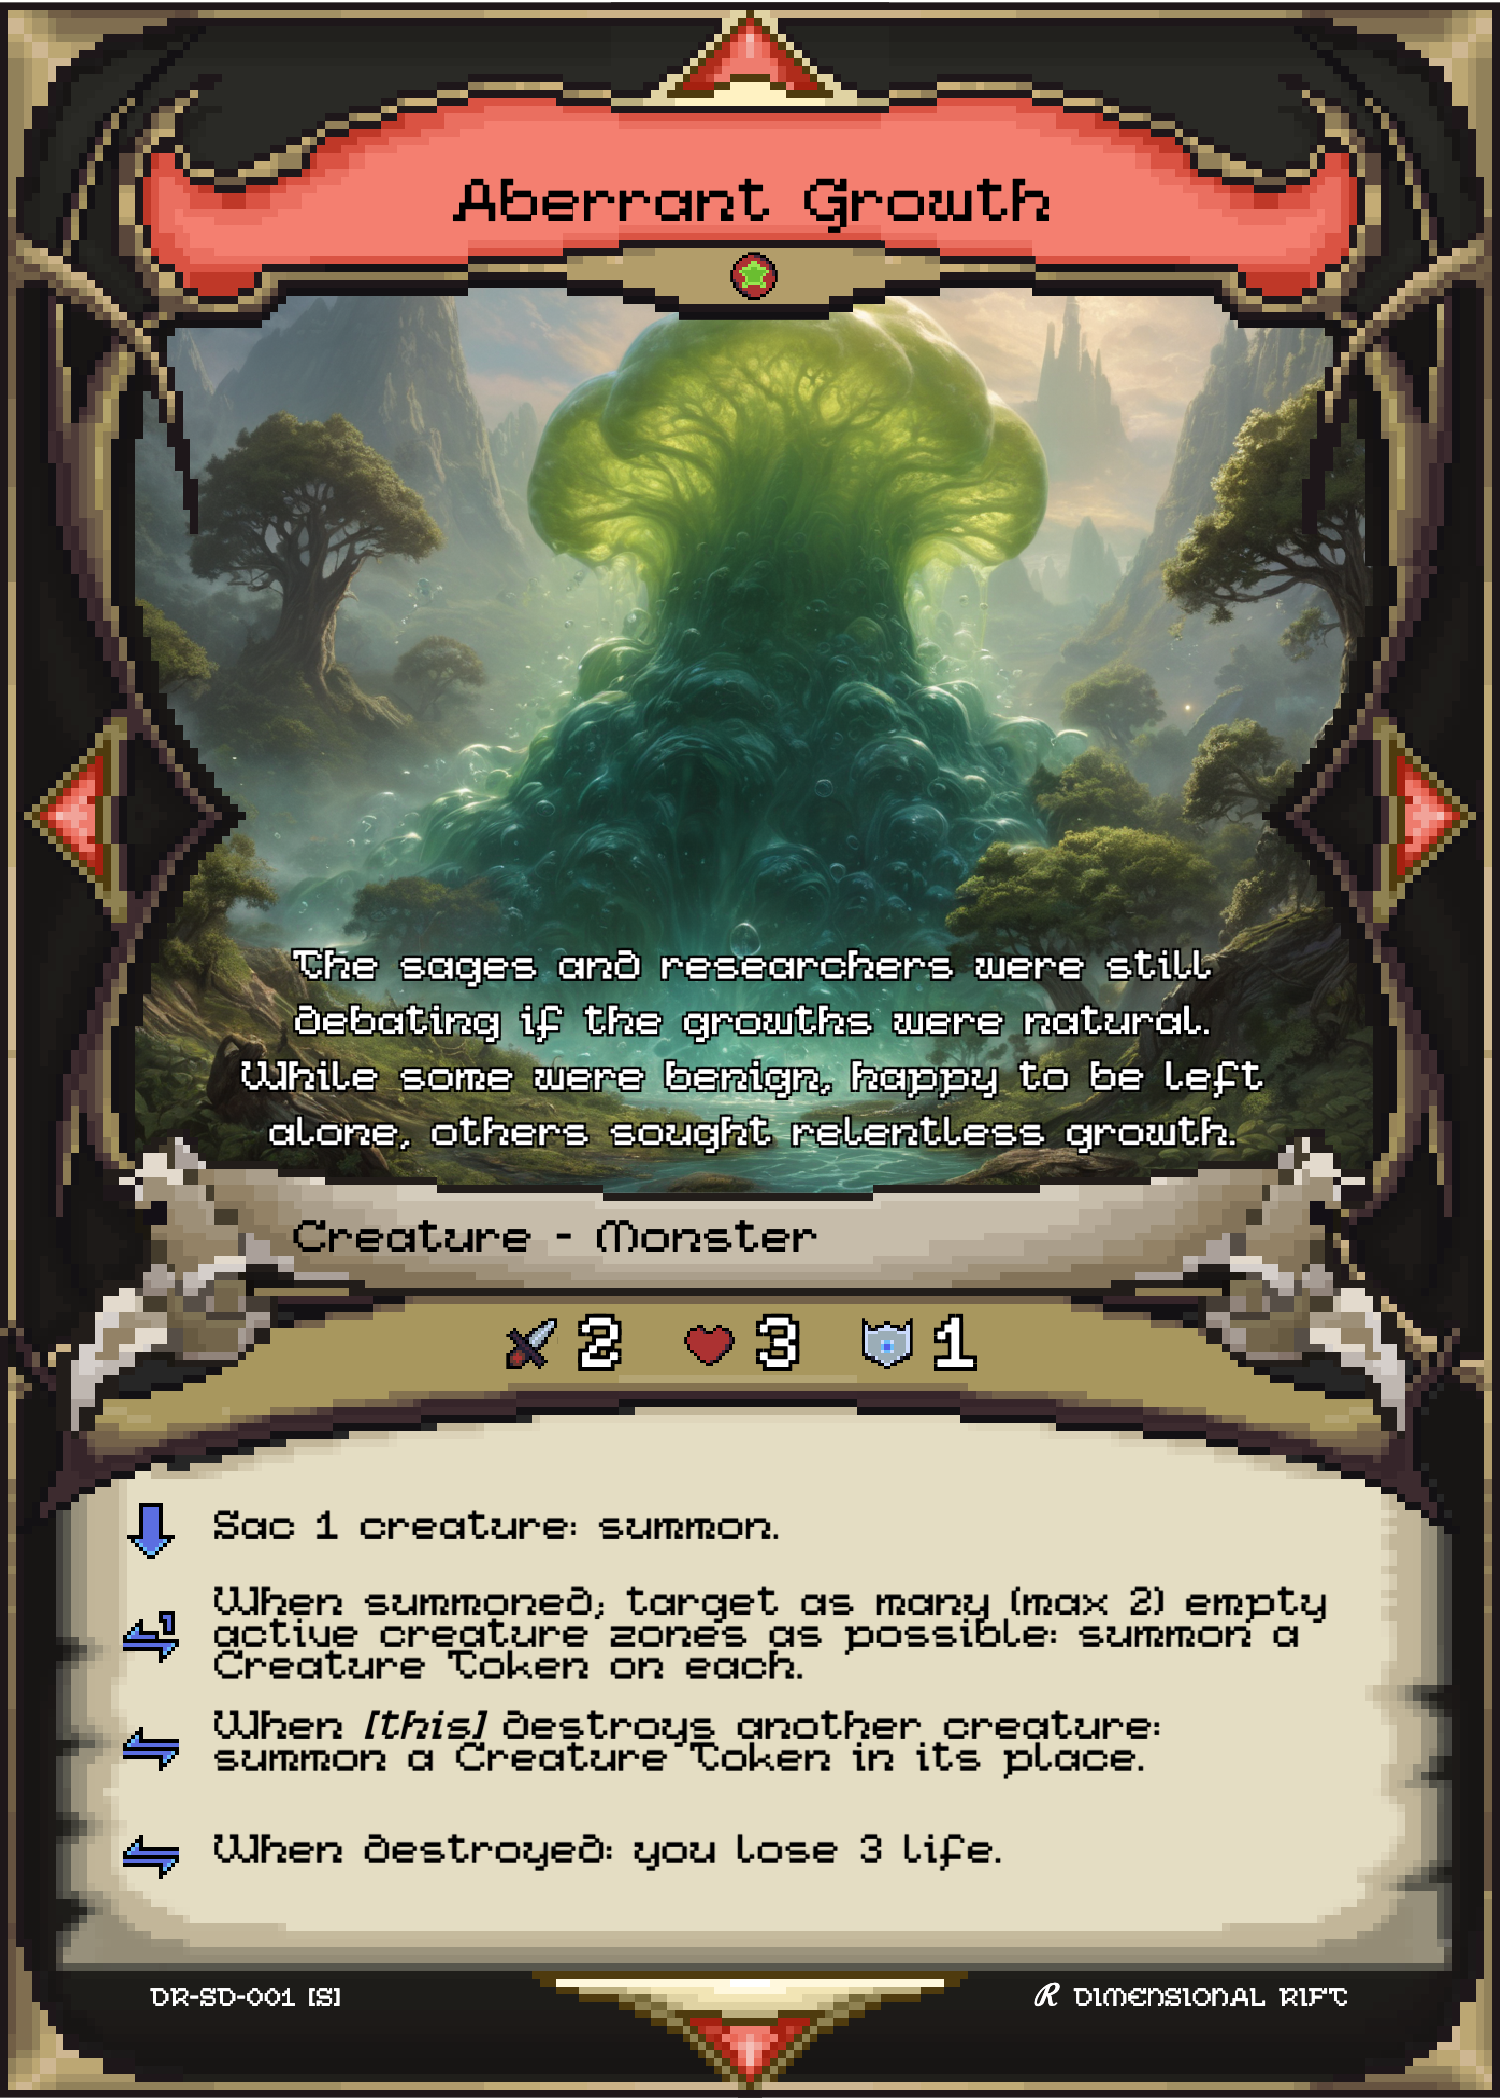 Aberrant Growth
The sages and researchers were still
debating if the growths were natural.
While some were benign, happy to be left
alone, others sought relentless growth.
Creature - Monster
2 3 1
Sac 1 creature: summon.
When summoned; target as many (max 2) empty
active creature zones as possible: summon a
Creature Token on each.
When [this] destroys another creature:
summon a Creature Token in its place.
When destroyed: you lose 3 life.
DR-SD-001 [S]
R DIMENSIONAL RIFT